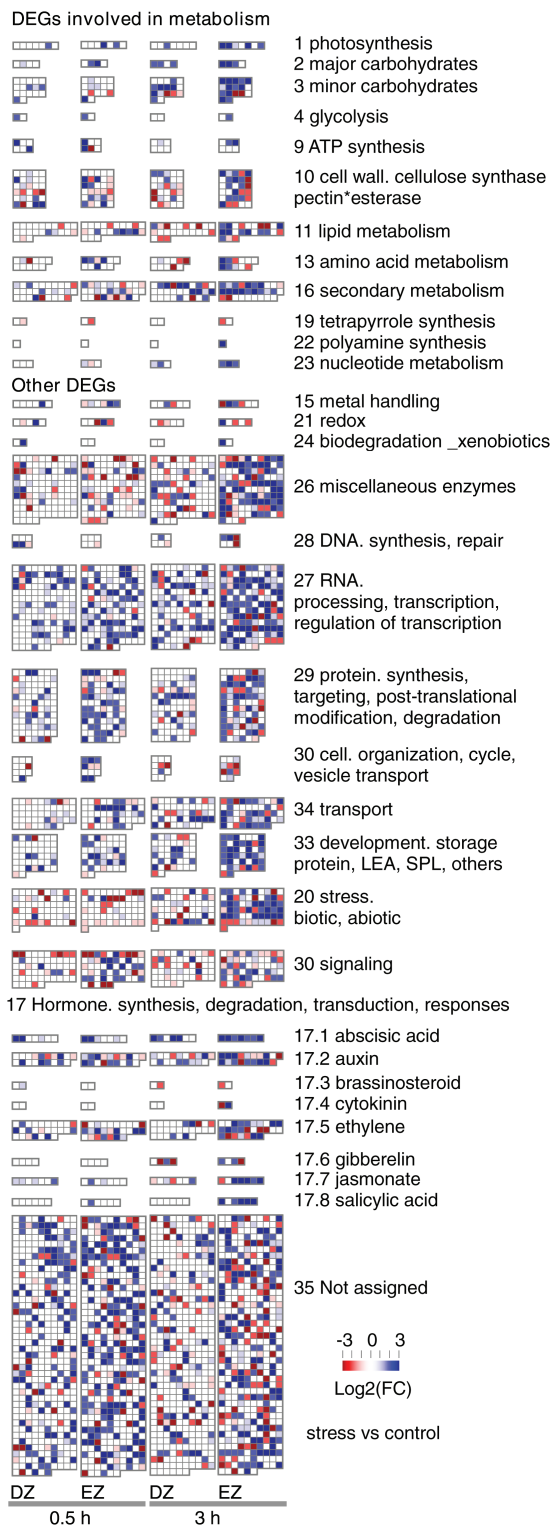 DEGs involved in metabolism
1 photosynthesis
2 major carbohydrates
3 minor carbohydrates
4 glycolysis
9 ATP synthesis
10 cell wall. cellulose synthase
pectin*esterase
11 lipid metabolism
13 amino acid metabolism
16 secondary metabolism
19 tetrapyrrole synthesis
22 polyamine synthesis
23 nucleotide metabolism
Other DEGs
15 metal handling
21 redox
24 biodegradation _xenobiotics
26 miscellaneous enzymes
28 DNA. synthesis, repair
27 RNA.
processing, transcription,
regulation of transcription
29 protein. synthesis,
targeting, post-translational
modification, degradation
30 cell. organization, cycle,
vesicle transport
34 transport
33 development. storage
protein, LEA, SPL, others
20 stress.
biotic, abiotic
30 signaling
17 Hormone. synthesis, degradation, transduction, responses
17.1 abscisic acid
17.2 auxin
17.3 brassinosteroid
17.4 cytokinin
17.5 ethylene
17.6 gibberelin
17.7 jasmonate
17.8 salicylic acid
35 Not assigned
-3 0 3
Log2(FC)
stress vs control
DZ EZ DZ EZ
0.5 h 3 h